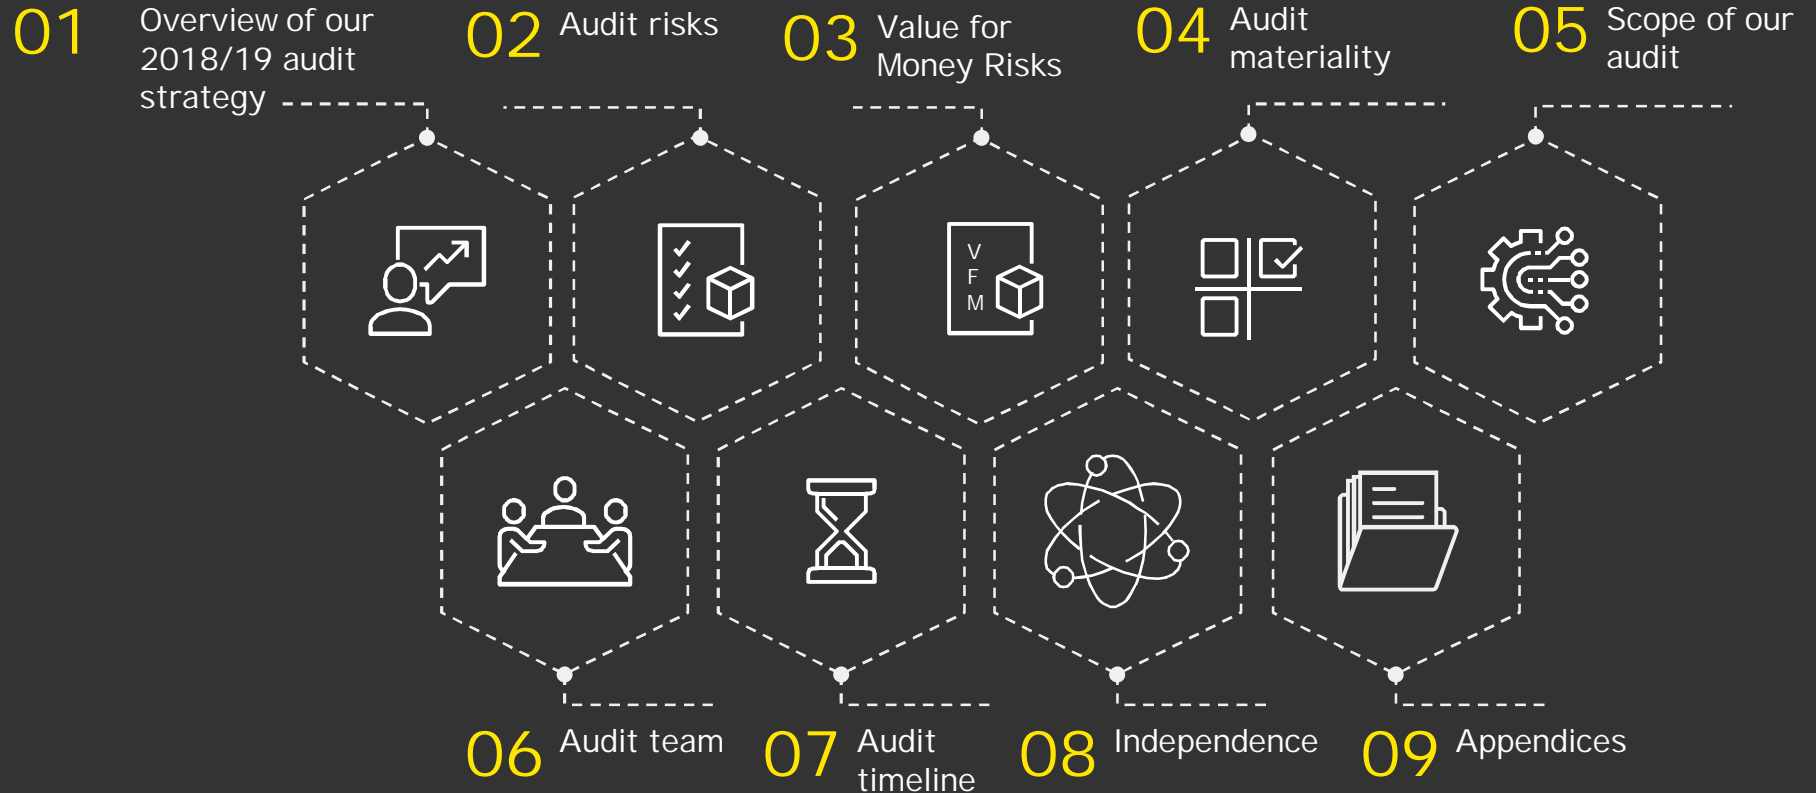 01
Overview of our
2018/19 audit
strategy
02
Audit risks
03
Value for
Money Risks
04
Audit
materiality
05
Scope of our
audit
V
F
M
06
Audit team
07
Audit
timeline
08
Independence
09
Appendices